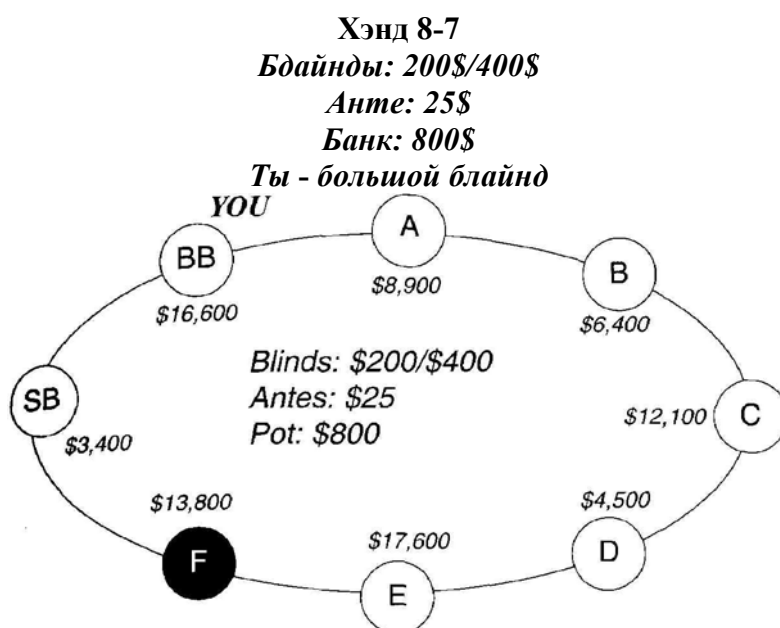 Хэнд 8-7
Бдайнды: 200$/400$
Анте: 25$
Банк: 800$
Ты - большой блайнд
YOU
A
BB
B
$8,900
$16,600
$6,400
Blinds: $200/$400
SB
Antes: $25
C
$12,100
$3,400
Pot: $800
$13,800
$4,500
F
$17,600
D
E